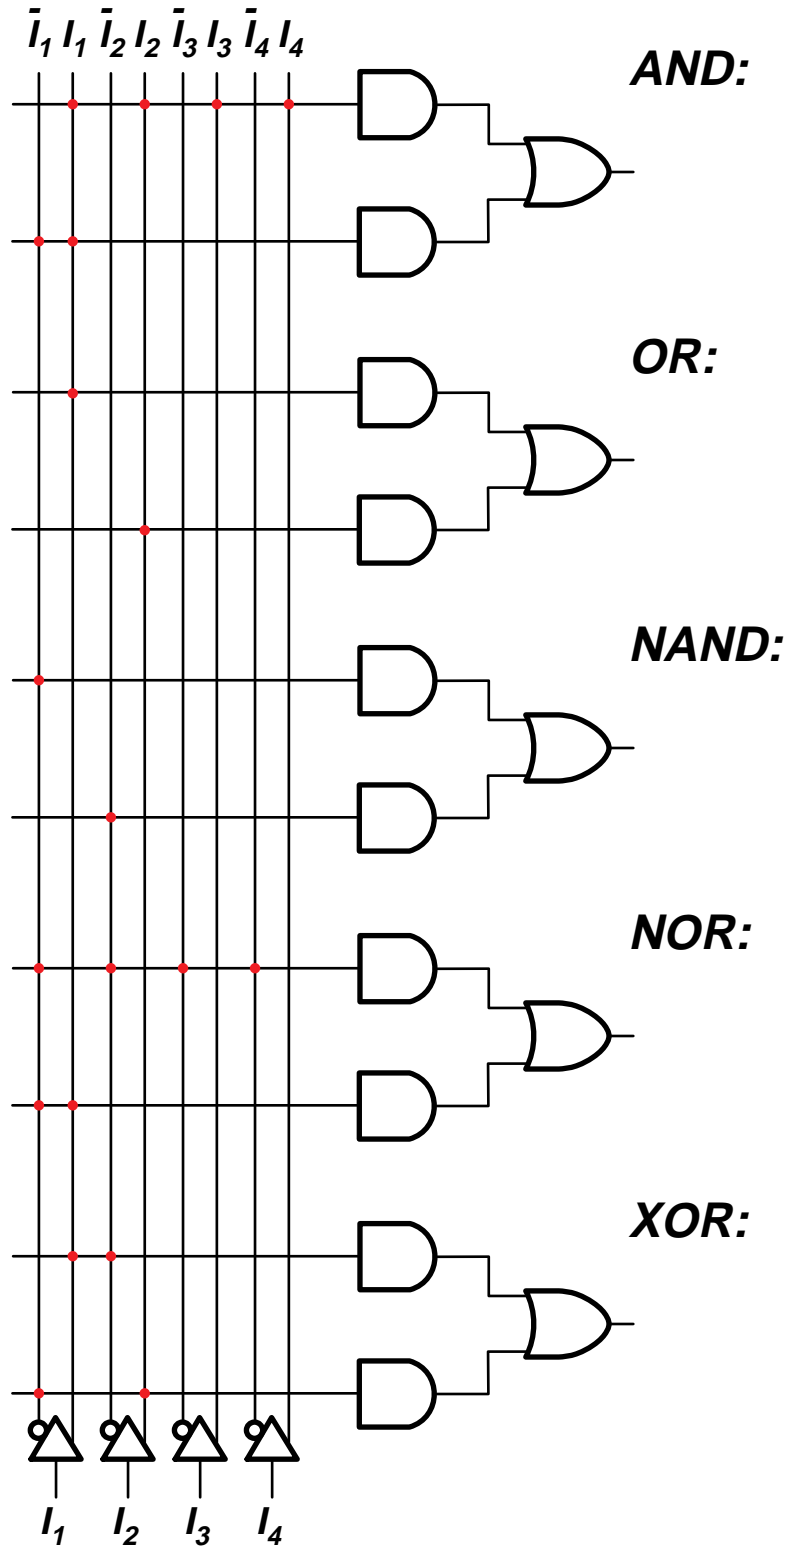 Ī₁ I₁ Ī₂ I₂ Ī₃ I₃ Ī₄ I₄
AND:
OR:
NAND:
NOR:
XOR:
I₁ I₂ I₃ I₄